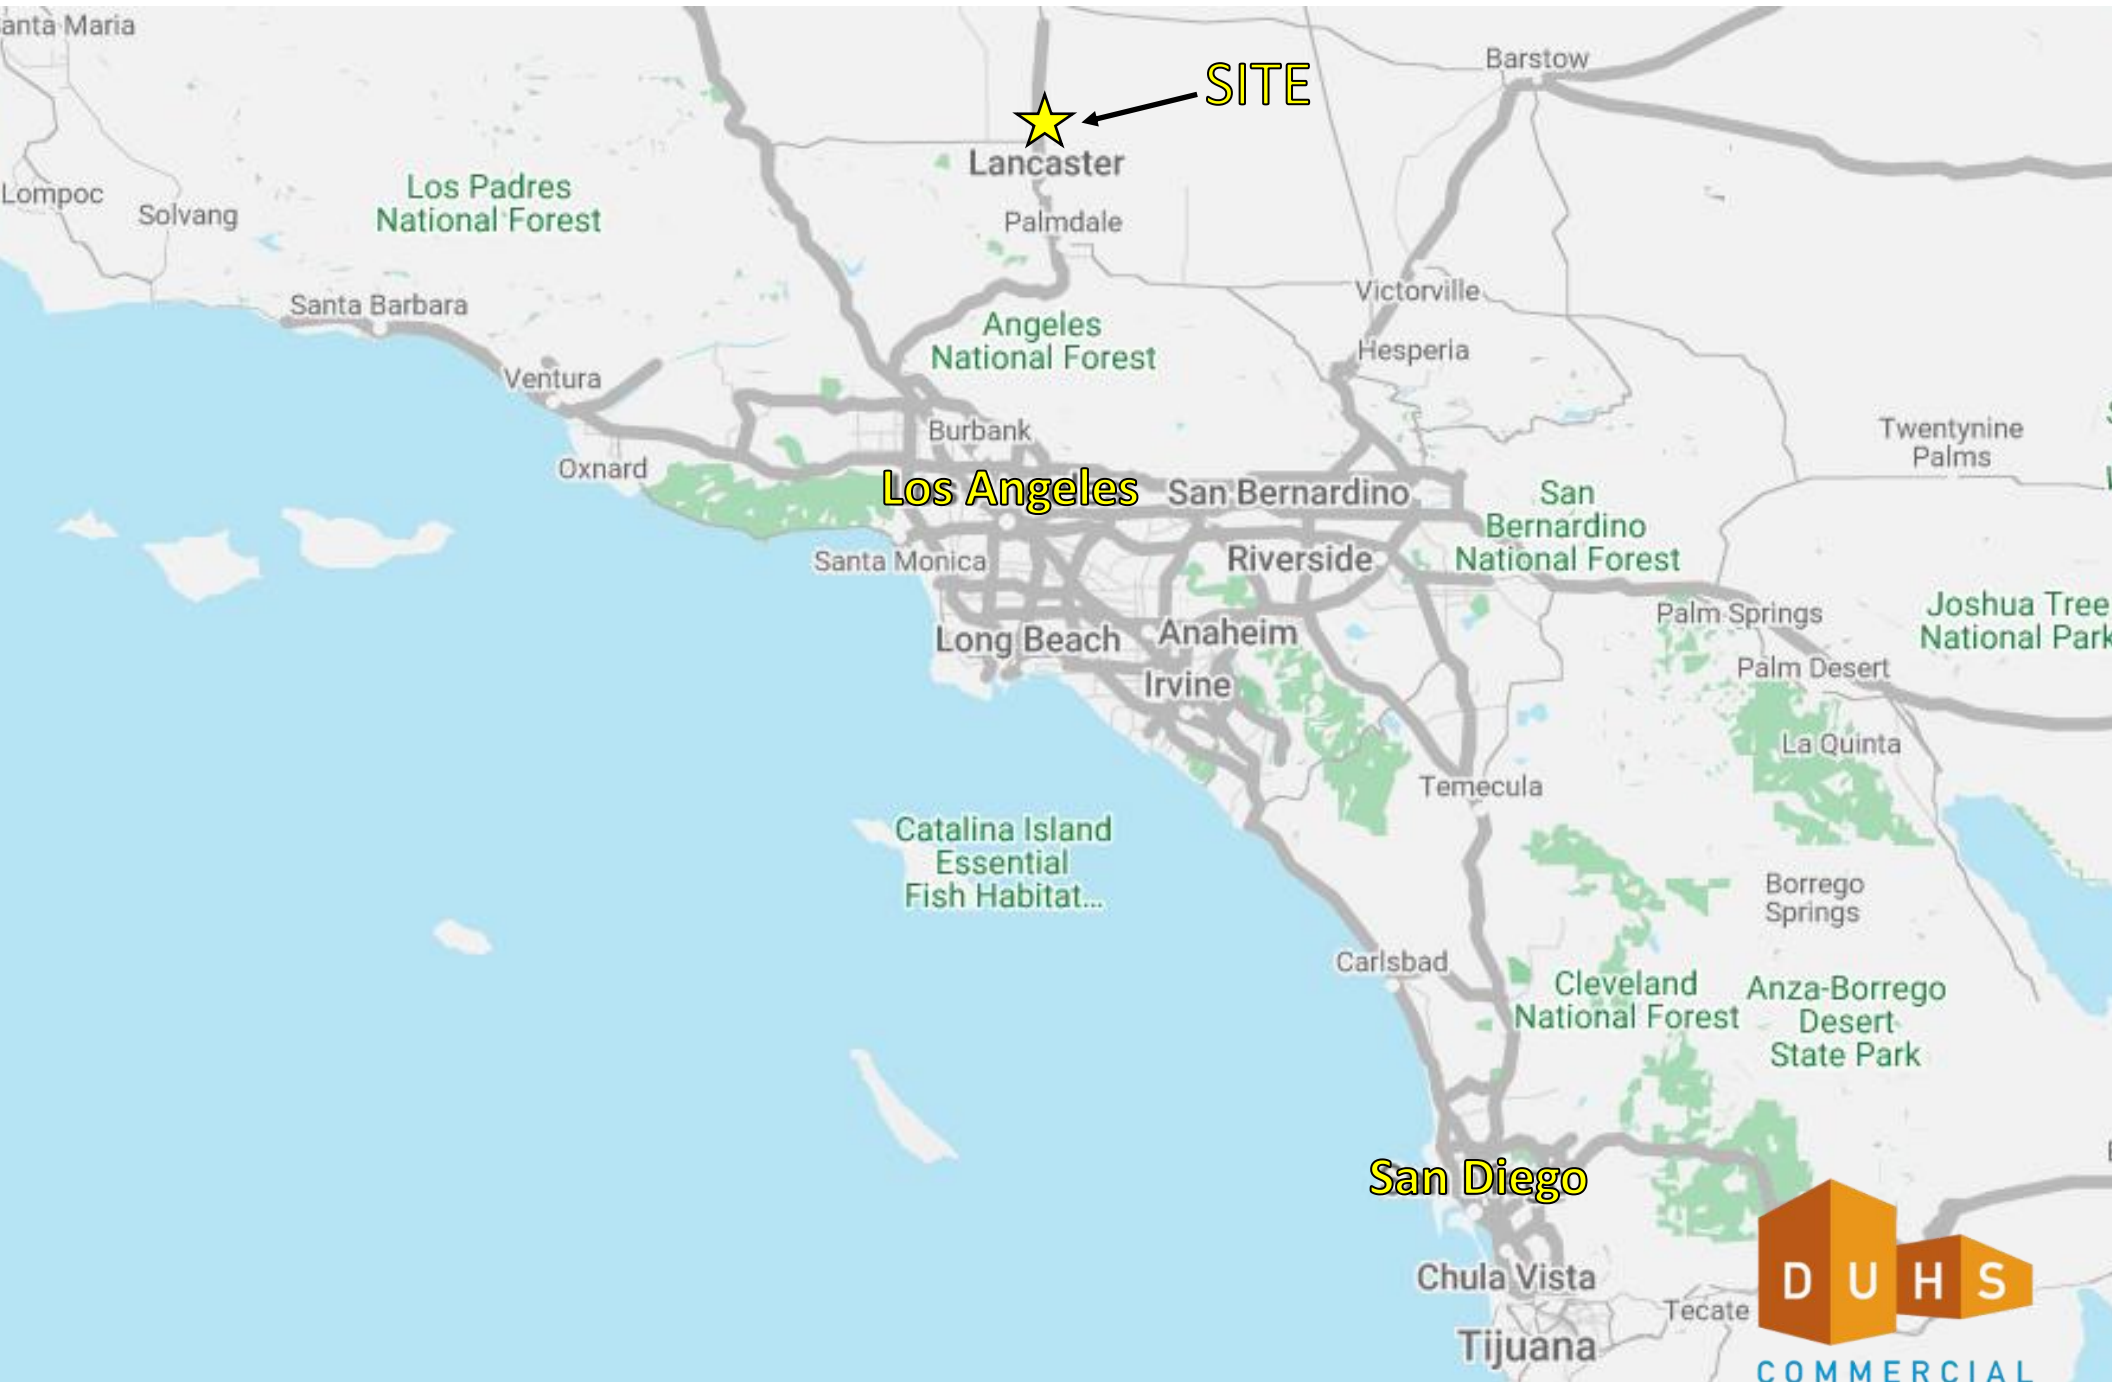 anta Maria
Barstow
SITE
Lancaster
Los Padres
National Forest
Lompoc
Solvang
Palmdale
Santa Barbara
Victorville
Angeles
National Forest
Hesperia
Ventura
Burbank
Twentynine
Palms
Oxnard
Los Angeles
San Bernardino
San
Bernardino
National Forest
Santa Monica
Riverside
Palm Springs
Joshua Tree
National Park
Long Beach
Anaheim
Irvine
Palm Desert
La Quinta
Temecula
Catalina Island
Essential
Fish Habitat...
Borrego
Springs
Carlsbad
Cleveland
National Forest
Anza-Borrego
Desert
State Park
San Diego
Chula Vista
Tecate
Tijuana
DUHS
COMMERCIAL